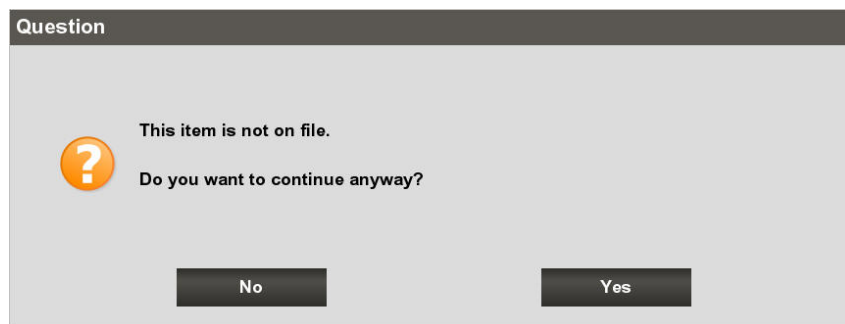 Question
This item is not on file.
Do you want to continue anyway?
No
Yes